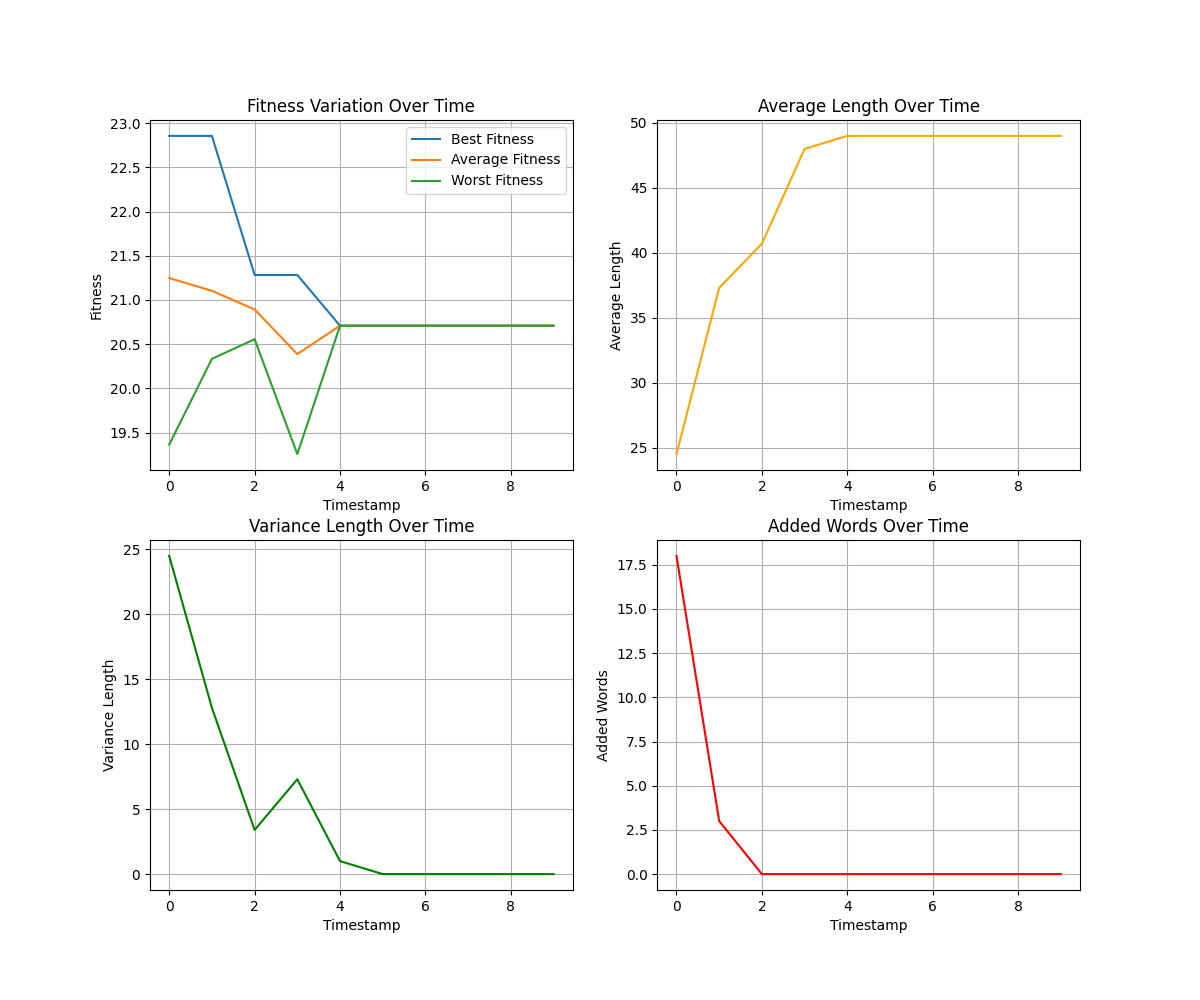 Fitness Variation Over Time
23.0
22.5
22.0
21.5
21.0
20.5
20.0
19.5
Fitness
Best Fitness
Average Fitness
Worst Fitness
0 2 4 6 8
Timestamp
Average Length Over Time
50
45
40
35
30
25
Average Length
0 2 4 6 8
Timestamp
Variance Length Over Time
25
20
15
10
5
0
Variance Length
0 2 4 6 8
Timestamp
Added Words Over Time
17.5
15.0
12.5
10.0
7.5
5.0
2.5
0.0
Added Words
0 2 4 6 8
Timestamp